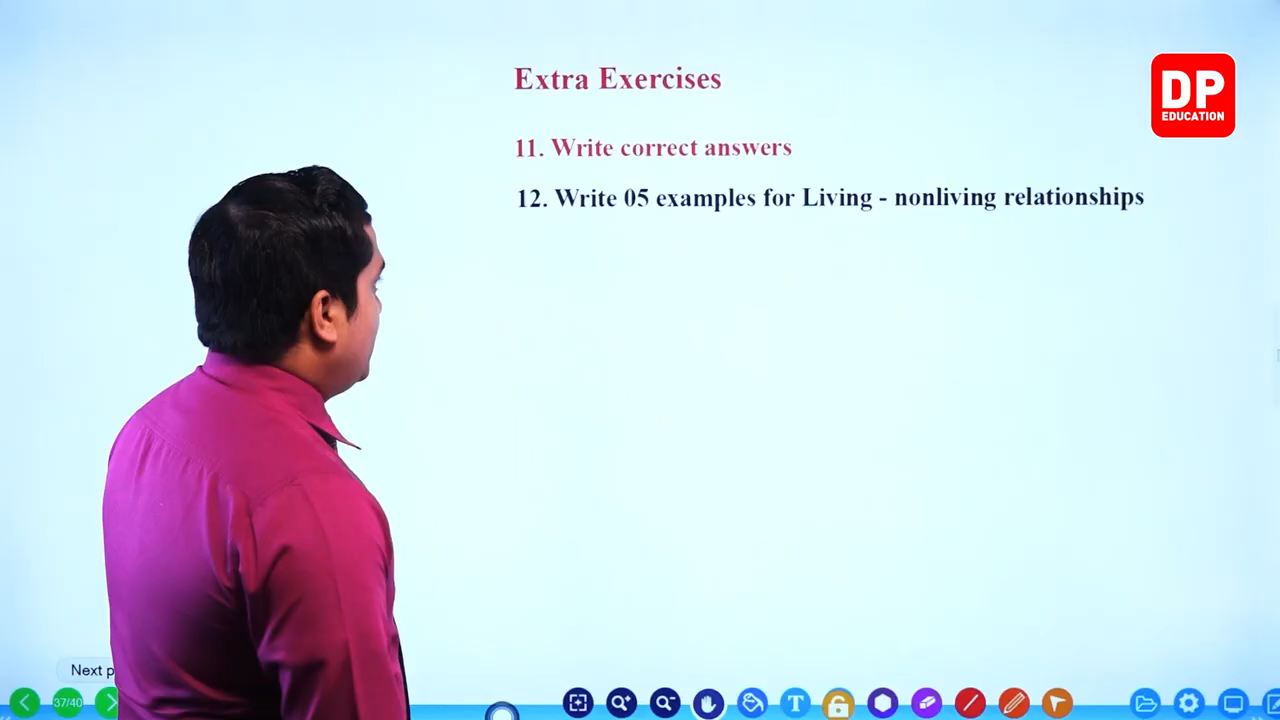 Extra Exercises
DP
EDUCATION
11. Write correct answers
12. Write 05 examples for Living - nonliving relationships
Next p
37/40
T